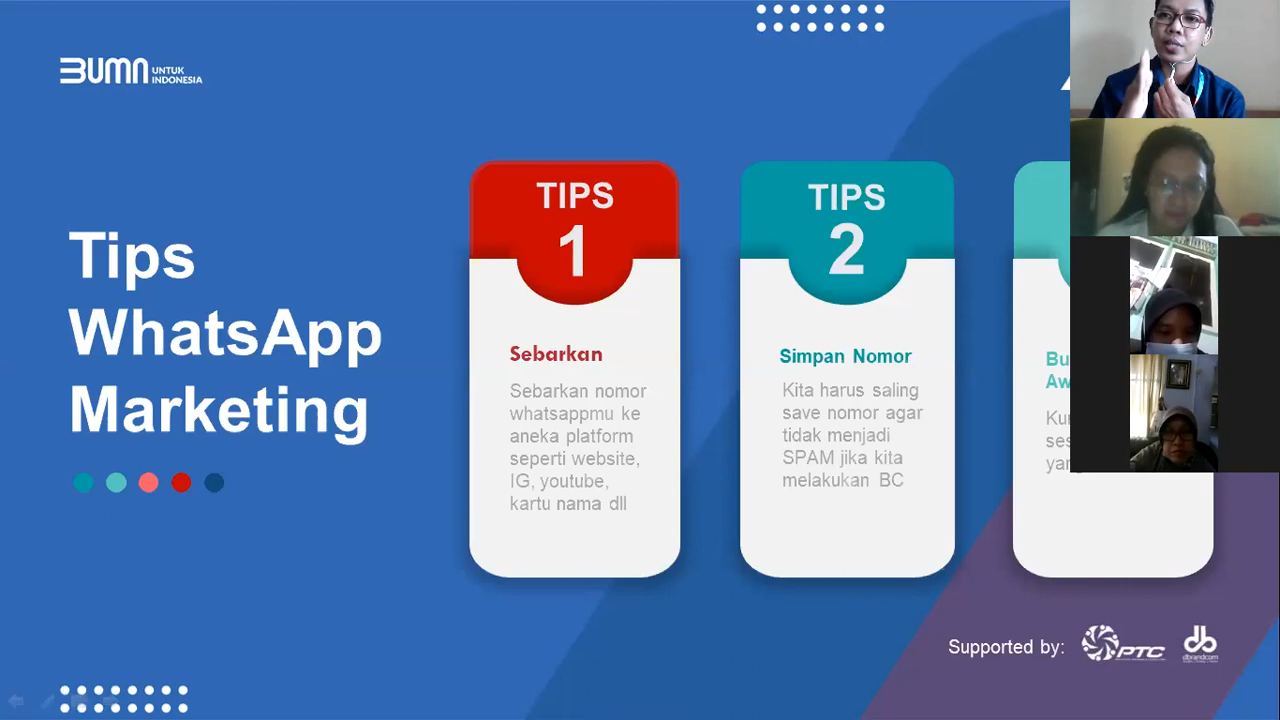 BUMN UNTUK INDONESIA
Tips
WhatsApp
Marketing
TIPS
1
Sebarkan
Sebarkan nomor
whatsappmu ke
aneka platform
seperti website,
IG, youtube,
kartu nama dll
TIPS
2
Simpan Nomor
Kita harus saling
save nomor agar
tidak menjadi
SPAM jika kita
melakukan BC
Supported by:
PTC
dbrandcom